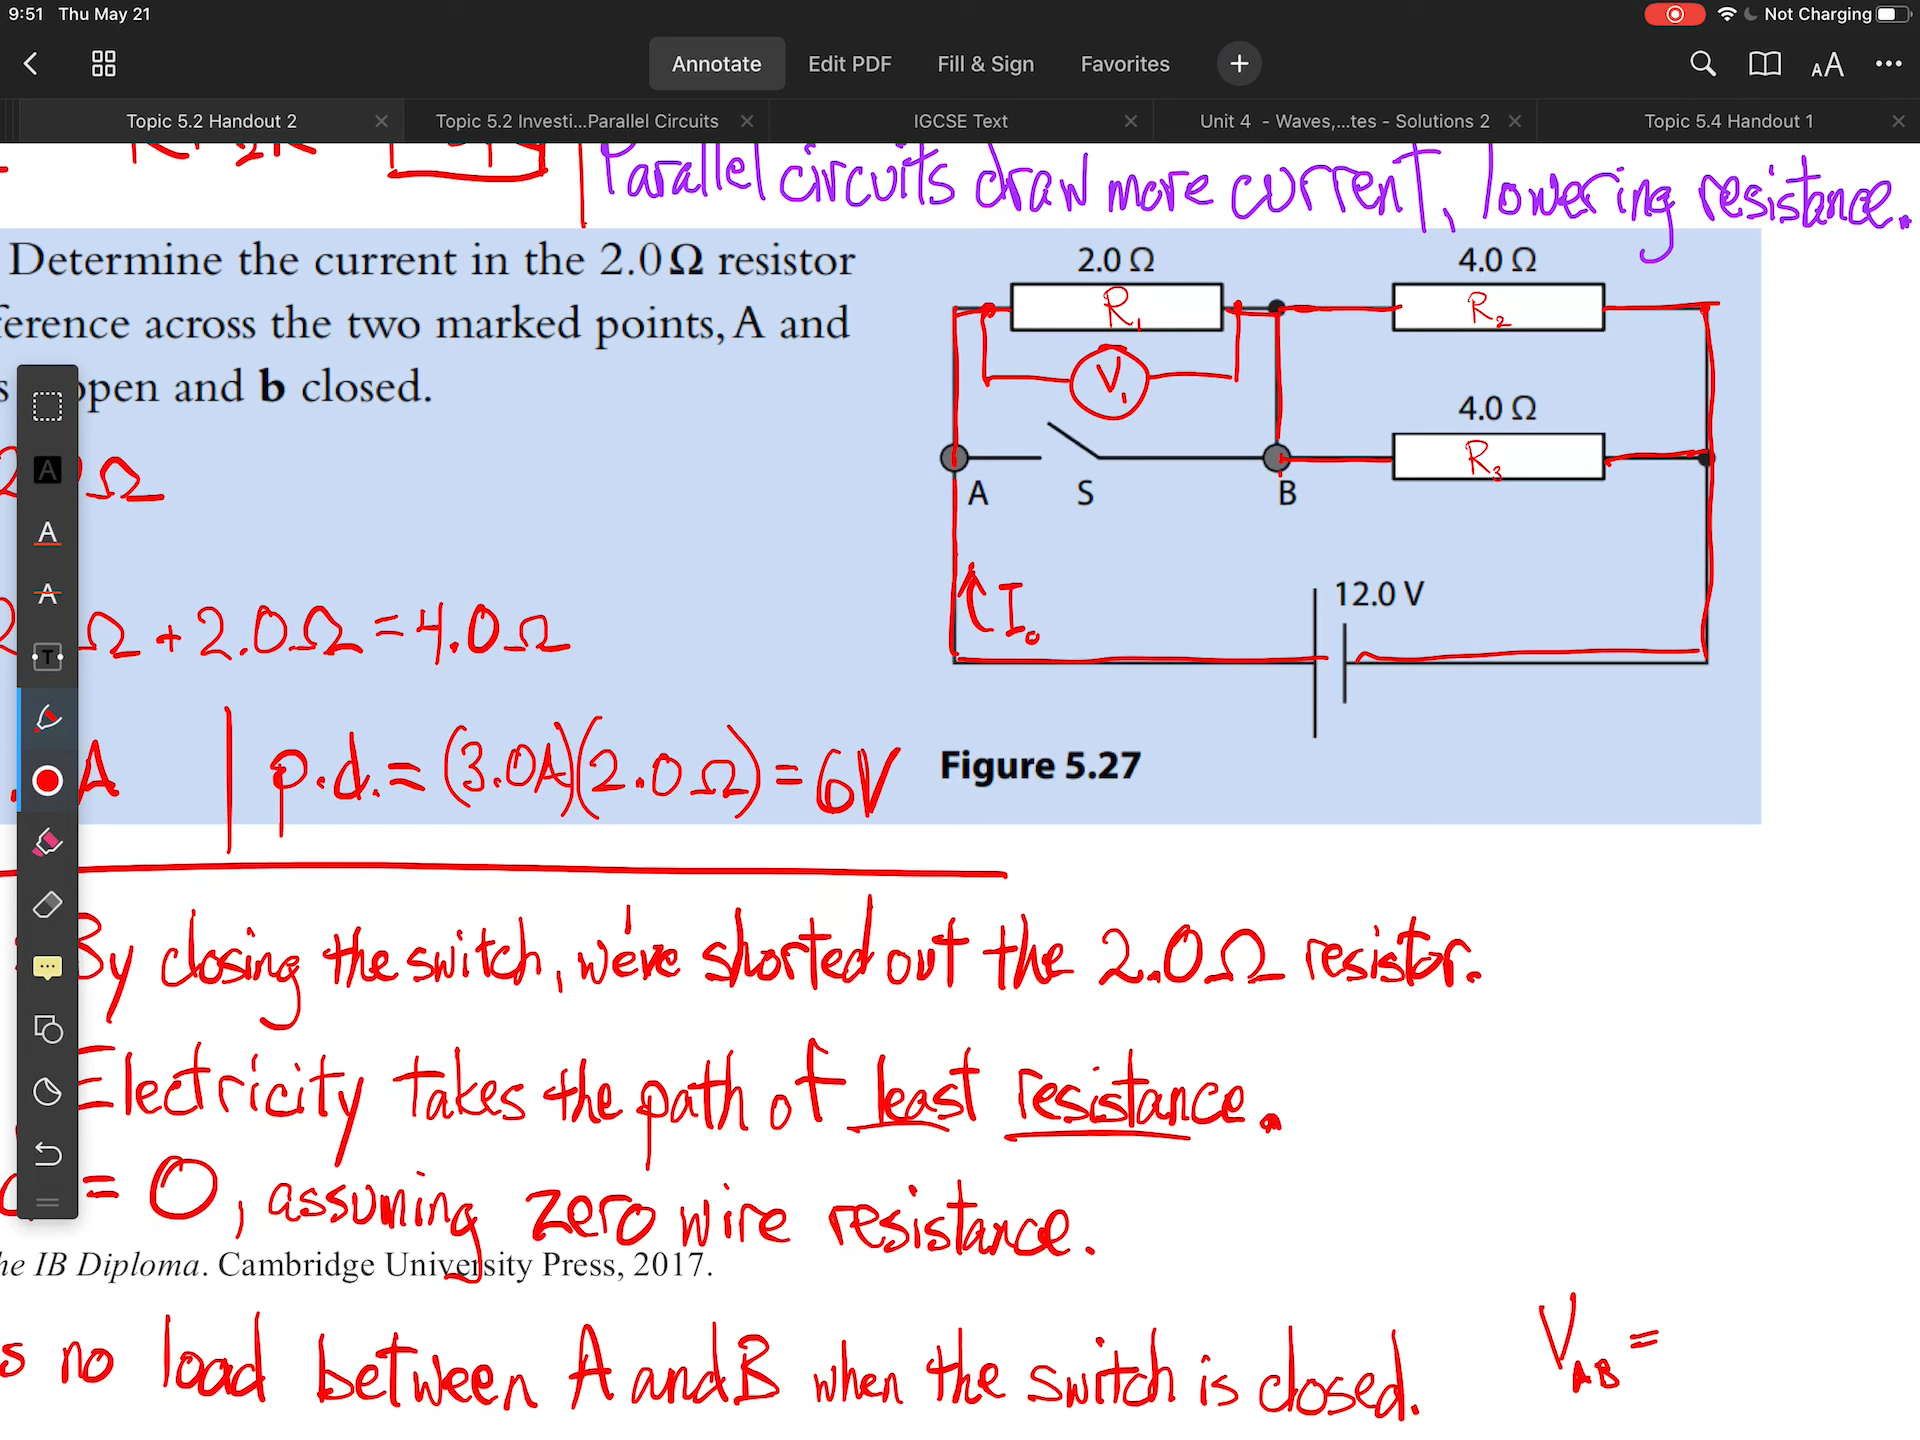 9:51 Thu May 21
Not Charging
Annotate Edit PDF Fill & Sign Favorites
Topic 5.2 Handout 2
Topic 5.2 Investi...Parallel Circuits
IGCSE Text
Unit 4 - Waves,...tes - Solutions 2
Topic 5.4 Handout 1
Parallel circuits draw more current, lowering resistance.
Determine the current in the 2.0 Ω resistor
ference across the two marked points, A and
open and b closed.
2.0 Ω
4.0 Ω
R₁
R₂
V₁
4.0 Ω
R₃
A S B
Ω
I₀
12.0 V
Ω + 2.0Ω = 4.0Ω
A | p.d. = (3.0A)(2.0Ω) = 6V
Figure 5.27
By closing the switch, we've shorted out the 2.0Ω resistor.
Electricity takes the path of least resistance.
= 0, assuming zero wire resistance.
he IB Diploma. Cambridge University Press, 2017.
s no load between A and B when the switch is closed.
V_AB =